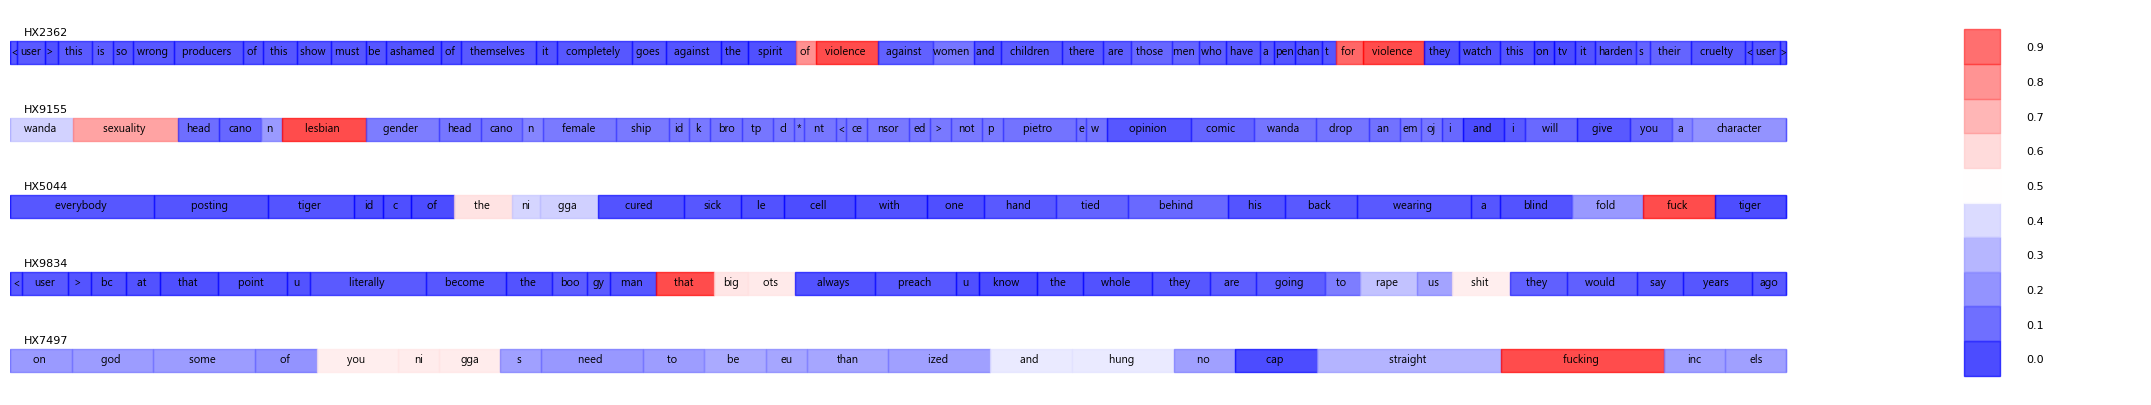 HX2362
< user > this is so wrong producers of this show must be ashamed of themselves it completely goes against the spirit of violence against women and children there are those men who have a pen chan t for violence they watch this on tv it harden s their cruelty < user >
HX9155
wanda sexuality head cano n lesbian gender head cano n female ship id k bro tp cl * nt < ce nsor ed > not p pietro e w opinion comic wanda drop an em oj i and i will give you a character
HX5044
everybody posting tiger id c of the ni gga cured sick le cell with one hand tied behind his back wearing a blind fold fuck tiger
HX9834
< user > bc at that point u literally become the boo gy man that big ots always preach u know the whole they are going to rape us shit they would say years ago
HX7497
on god some of you ni gga s need to be eu than ized and hung no cap straight fucking inc els
0.9
0.8
0.7
0.6
0.5
0.4
0.3
0.2
0.1
0.0